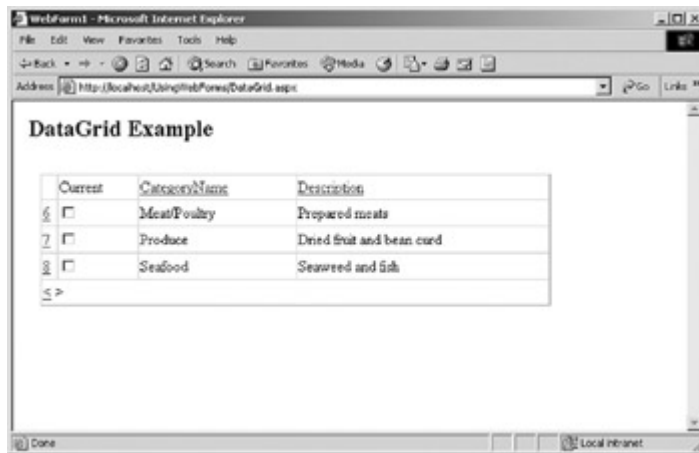 WebForm1 - Microsoft Internet Explorer
File Edit View Favorites Tools Help
Back Search Favorites Media
Address http://localhost/UsingWebForms/DataGrid.aspx Go Links »
DataGrid Example
Current CategoryName Description
6 Meat/Poultry Prepared meats
7 Produce Dried fruit and bean curd
8 Seafood Seaweed and fish
< >
Done Local intranet